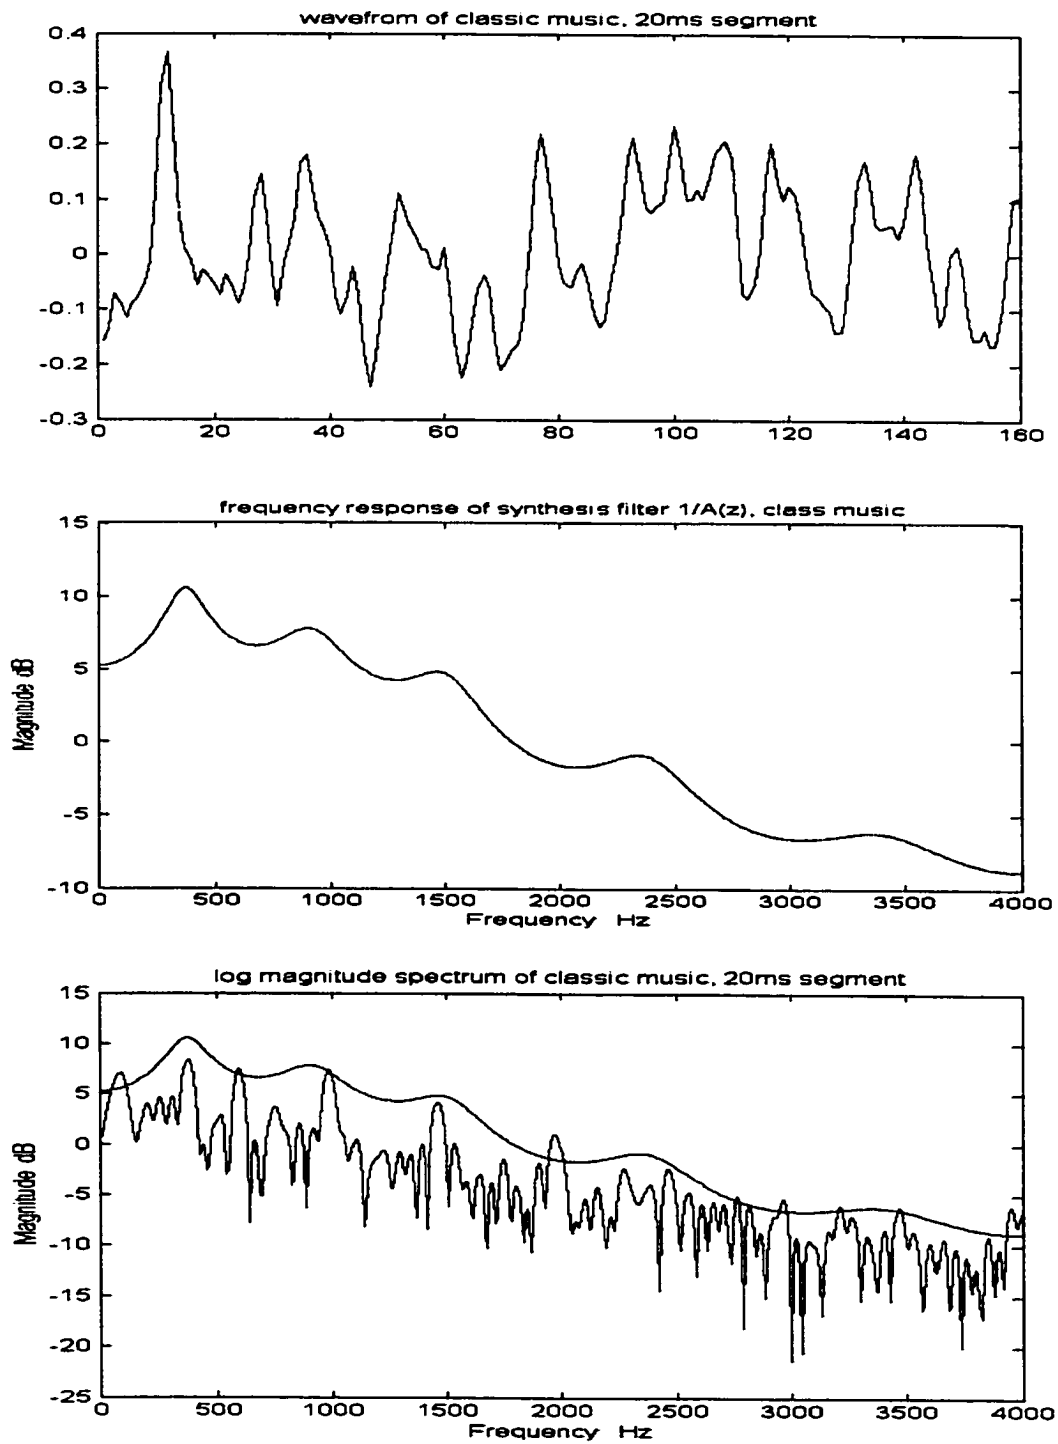 wavefrom of classic music, 20ms segment
0.4
0.3
0.2
0.1
0
-0.1
-0.2
-0.3
0 20 40 60 80 100 120 140 160
frequency response of synthesis filter 1/A(z), class music
15
10
5
0
-5
-10
Magnitude dB
0 500 1000 1500 2000 2500 3000 3500 4000
Frequency Hz
log magnitude spectrum of classic music, 20ms segment
15
10
5
0
-5
-10
-15
-20
-25
Magnitude dB
0 500 1000 1500 2000 2500 3000 3500 4000
Frequency Hz